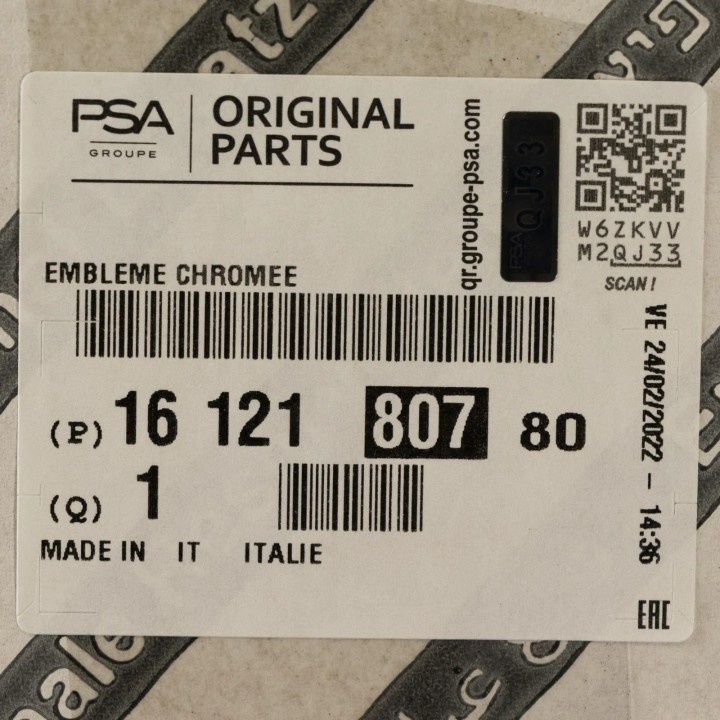 PSA
GROUPE
ORIGINAL
PARTS
qr.groupe-psa.com
QJ33
W6ZKVV
M2QJ33
SCAN!
EMBLEME CHROMEE
(P) 16 121 807 80
(Q) 1
MADE IN IT ITALIE
VE 24/02/2022 - 14:36
EAC